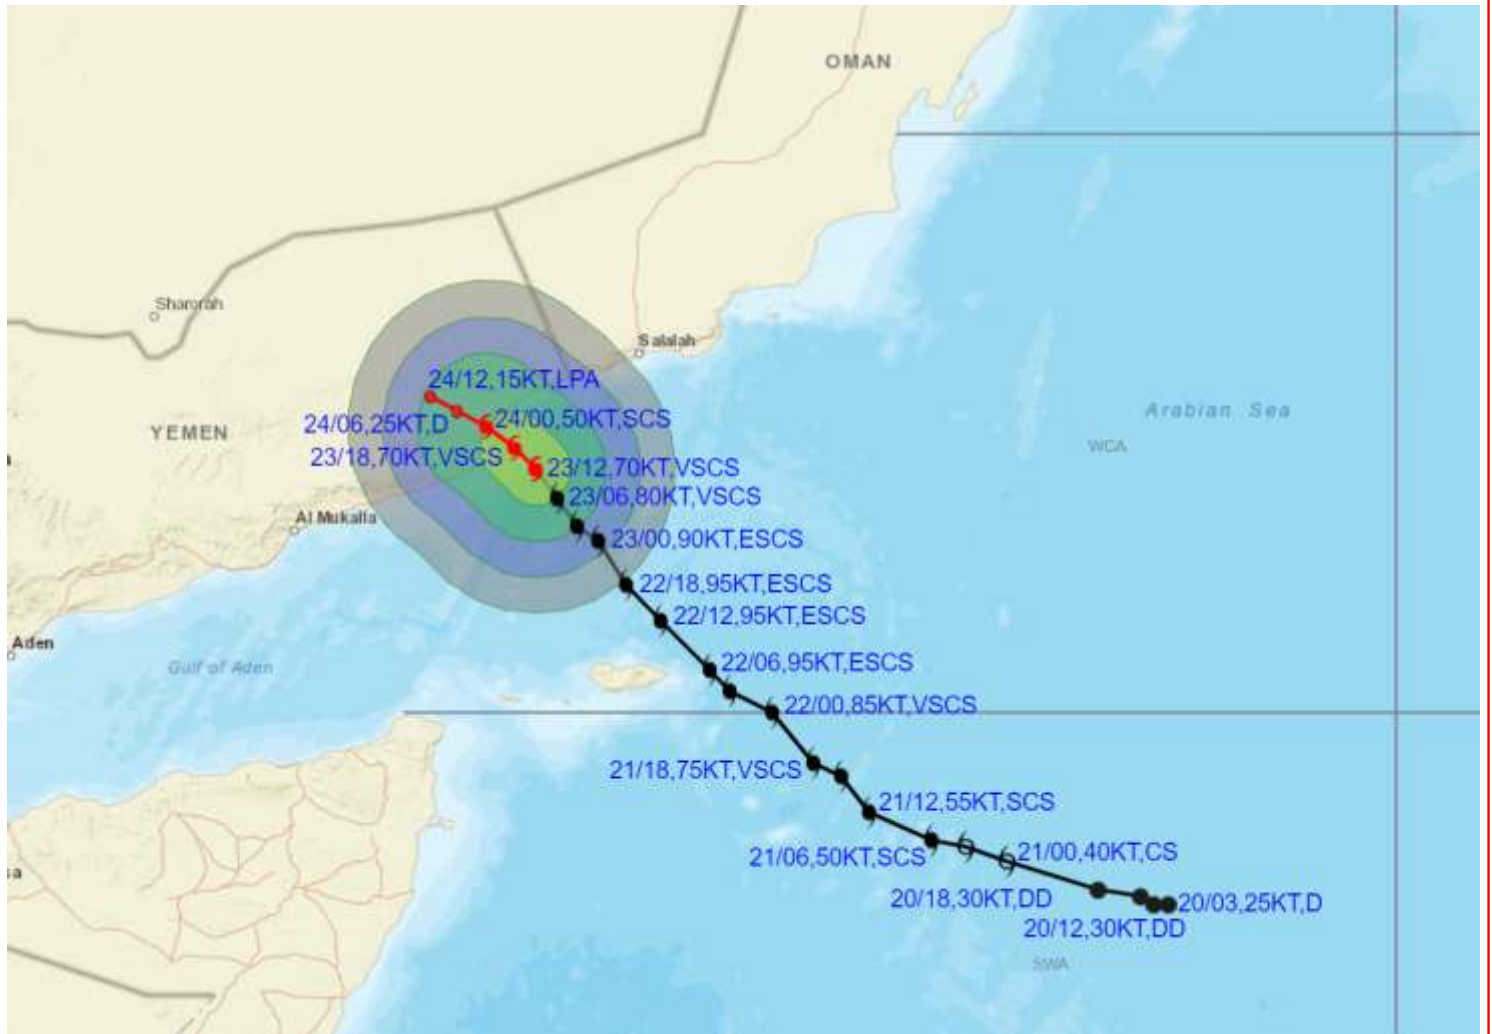 OMAN
Sharorah
Salalah
24/12,15KT,LPA
Arabian Sea
24/06,25KT,D
24/00,50KT,SCS
YEMEN
WCA
23/18,70KT,VSCS
23/12,70KT,VSCS
23/06,80KT,VSCS
Al Mukalla
23/00,90KT,ESCS
22/18,95KT,ESCS
22/12,95KT,ESCS
Aden
Gulf of Aden
22/06,95KT,ESCS
22/00,85KT,VSCS
21/18,75KT,VSCS
21/12,55KT,SCS
21/06,50KT,SCS
21/00,40KT,CS
sa
20/18,30KT,DD
20/03,25KT,D
20/12,30KT,DD
SWA